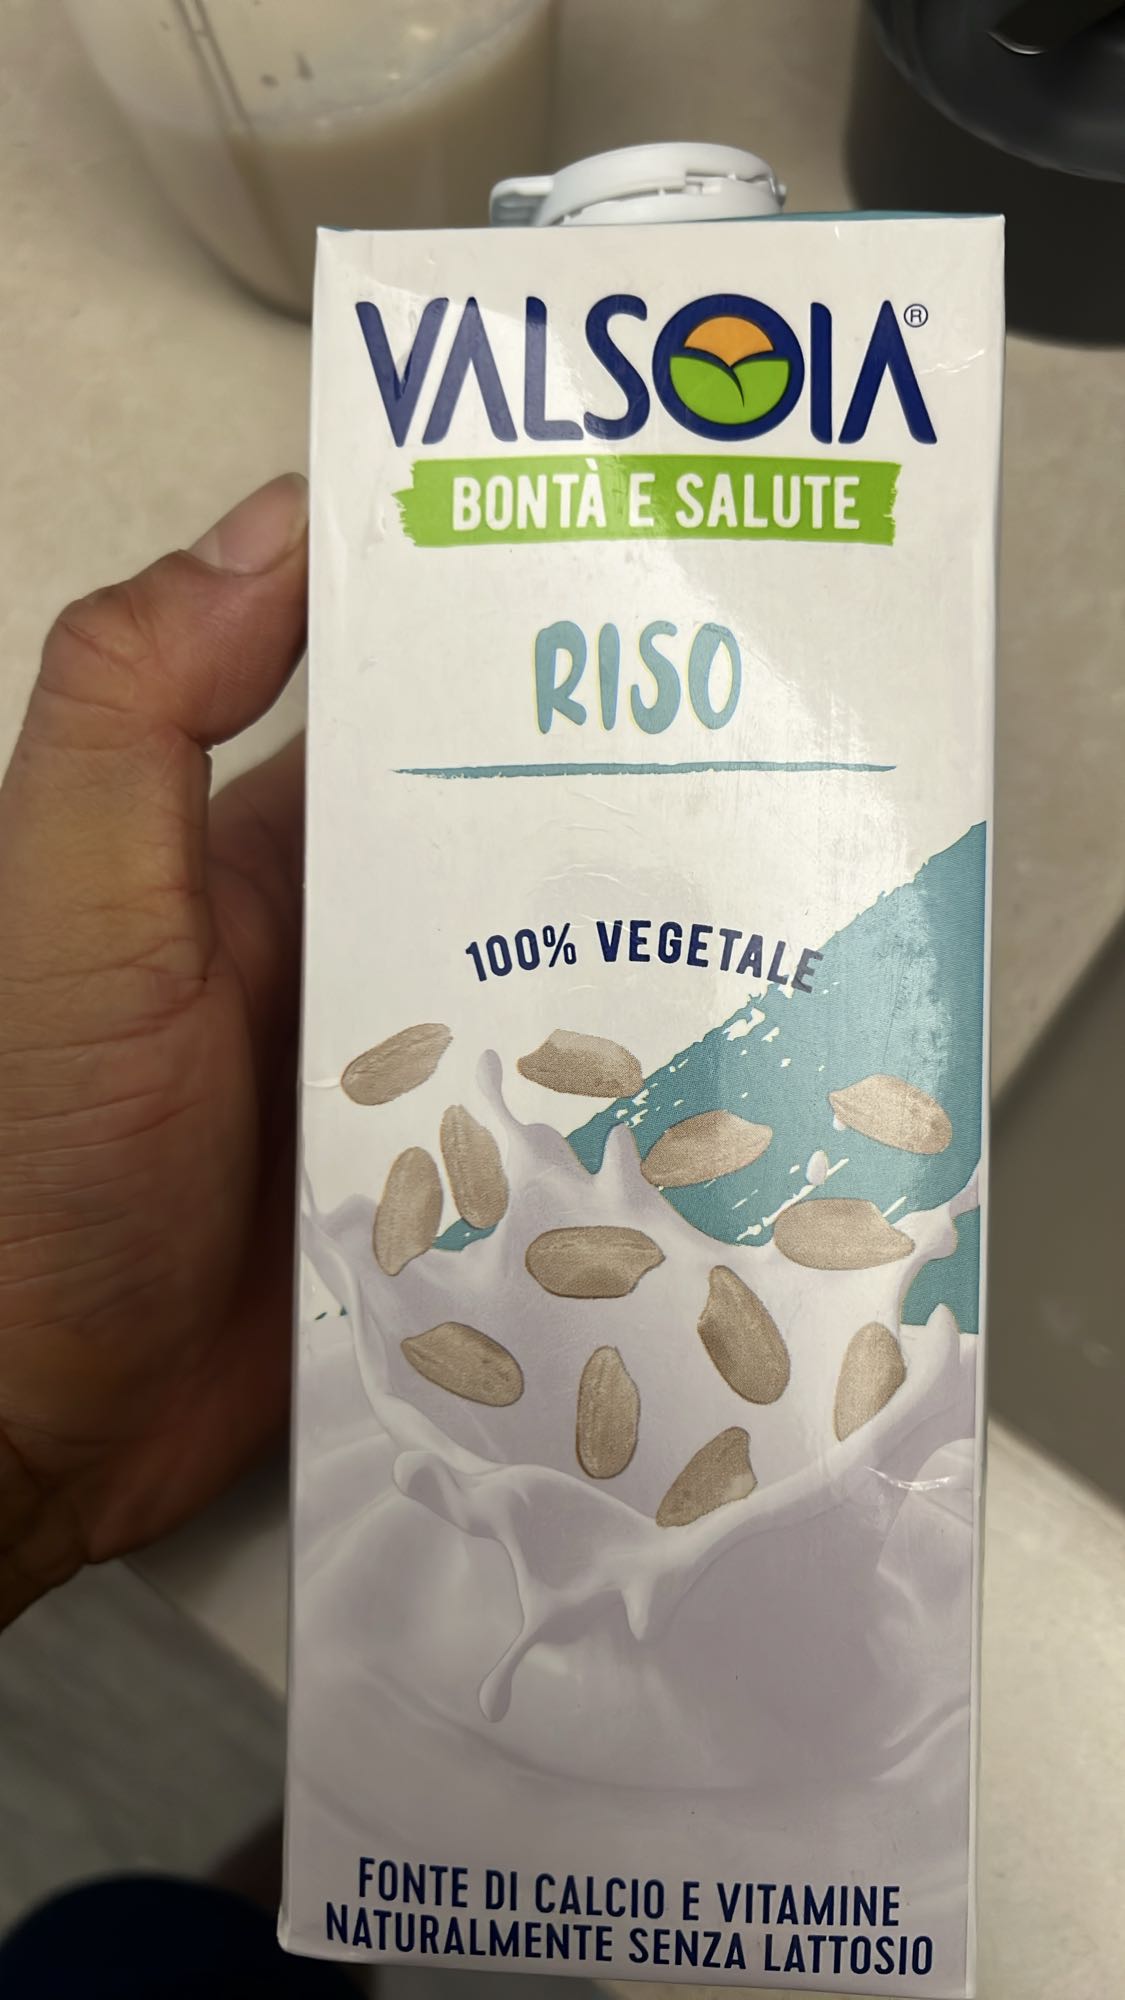 VALSOIA®
BONTÀ E SALUTE
RISO
100% VEGETALE
FONTE DI CALCIO E VITAMINE
NATURALMENTE SENZA LATTOSIO